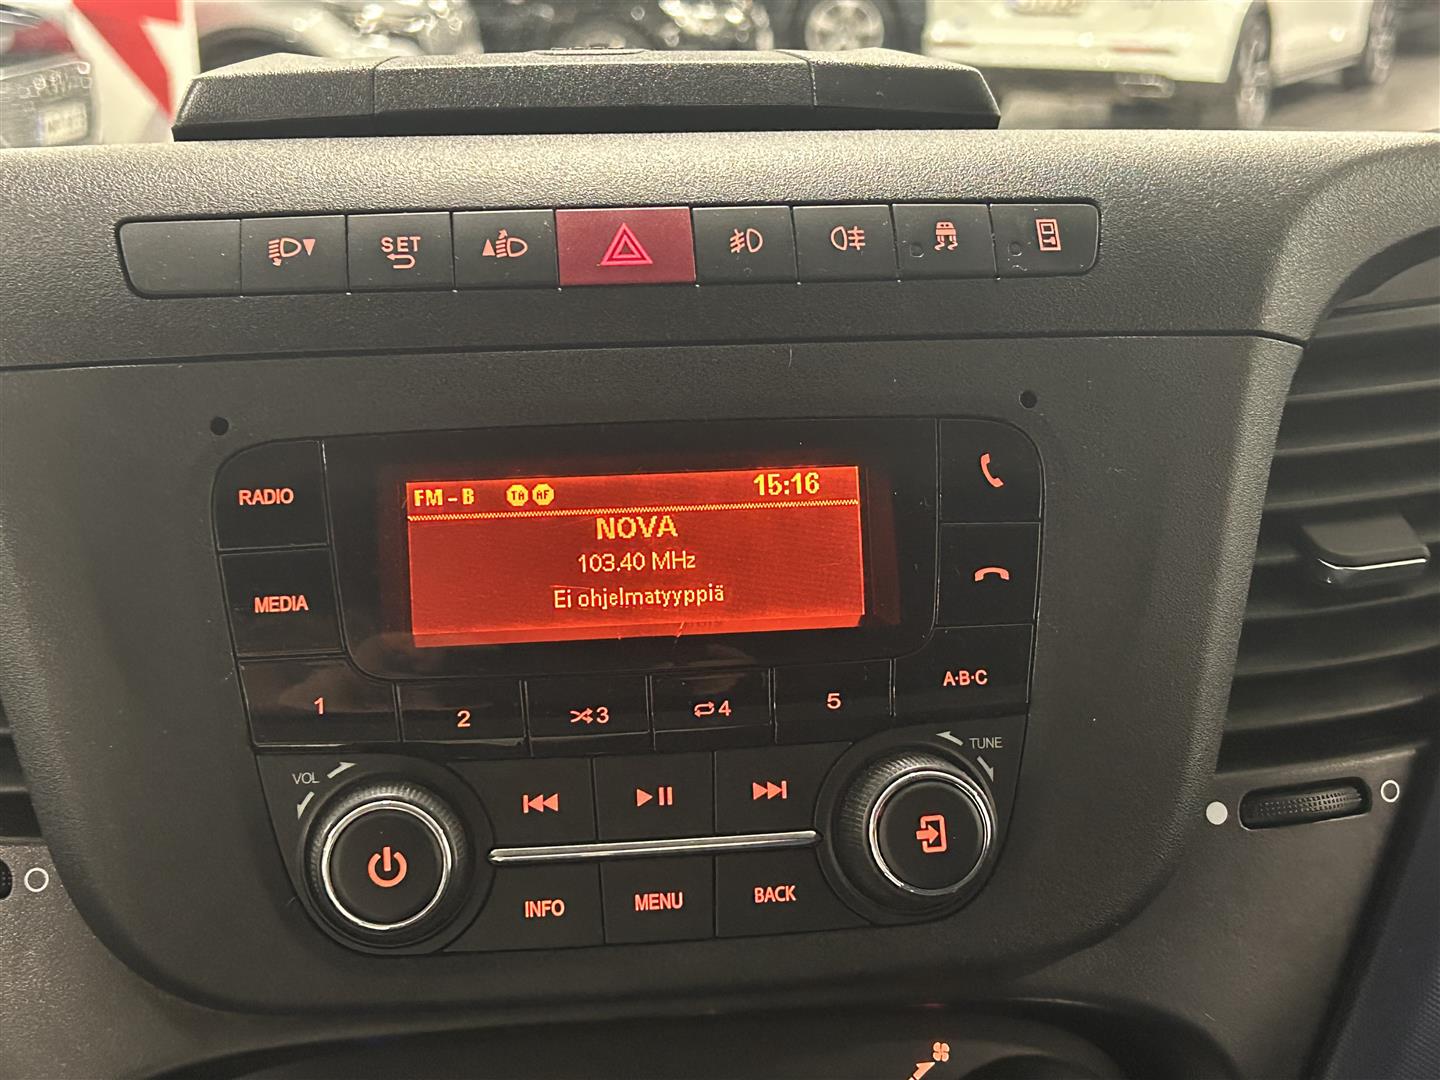 SET
RADIO
MEDIA
FM-B TA AF 15:16
NOVA
103.40 MHz
Ei ohjelmatyyppiä
1 2 3 4 5 A·B·C
VOL
TUNE
INFO MENU BACK